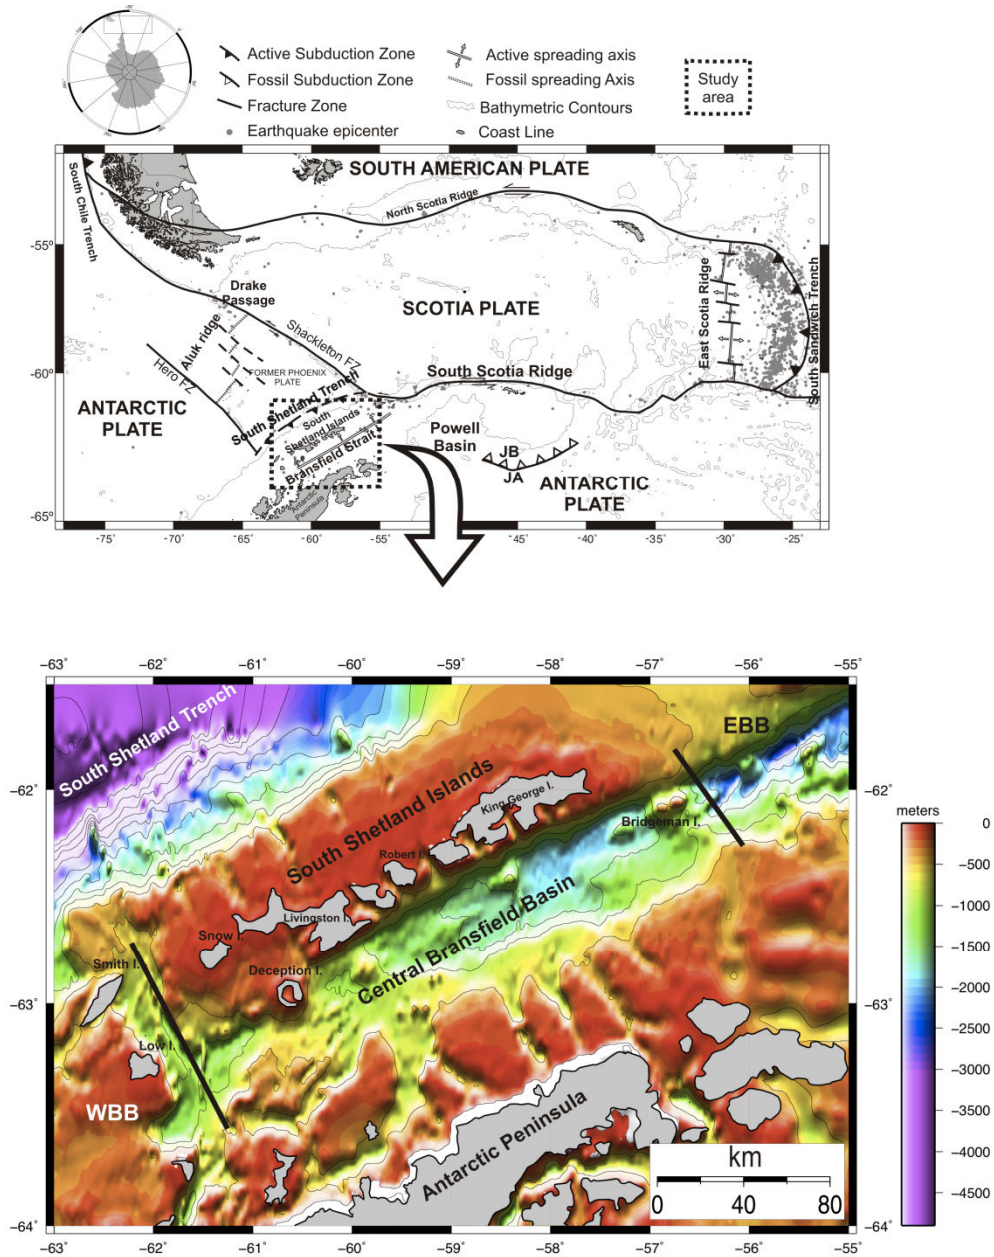 Active Subduction Zone
Fossil Subduction Zone
Fracture Zone
Earthquake epicenter
Active spreading axis
Fossil spreading Axis
Bathymetric Contours
Coast Line
Study
area
SOUTH AMERICAN PLATE
North Scotia Ridge
South Chile Trench
-55°
-60°
-65°
Drake
Passage
SCOTIA PLATE
East Scotia Ridge
South Sandwich Trench
Aluk ridge
Shackleton FZ
Hero FZ
FORMER PHOENIX
PLATE
South Scotia Ridge
ANTARCTIC
PLATE
South Shetland Trench
South
Shetland Islands
Bransfield Strait
Antarctic
Peninsula
Powell
Basin
JB
JA
ANTARCTIC
PLATE
-75° -70° -65° -60° -55° -50° -45° -40° -35° -30° -25°
−63° −62° −61° −60° −59° −58° −57° −56° −55°
South Shetland Trench
EBB
−62°
−62°
South Shetland Islands
King George I.
Bridgeman I.
Robert I.
Livingston I.
Central Bransfield Basin
Snow I.
Smith I.
Deception I.
−63°
−63°
Low I.
WBB
Antarctic Peninsula
km
0 40 80
−64°
−64°
−63° −62° −61° −60° −59° −58° −57° −56° −55°
meters
0
−500
−1000
−1500
−2000
−2500
−3000
−3500
−4000
−4500